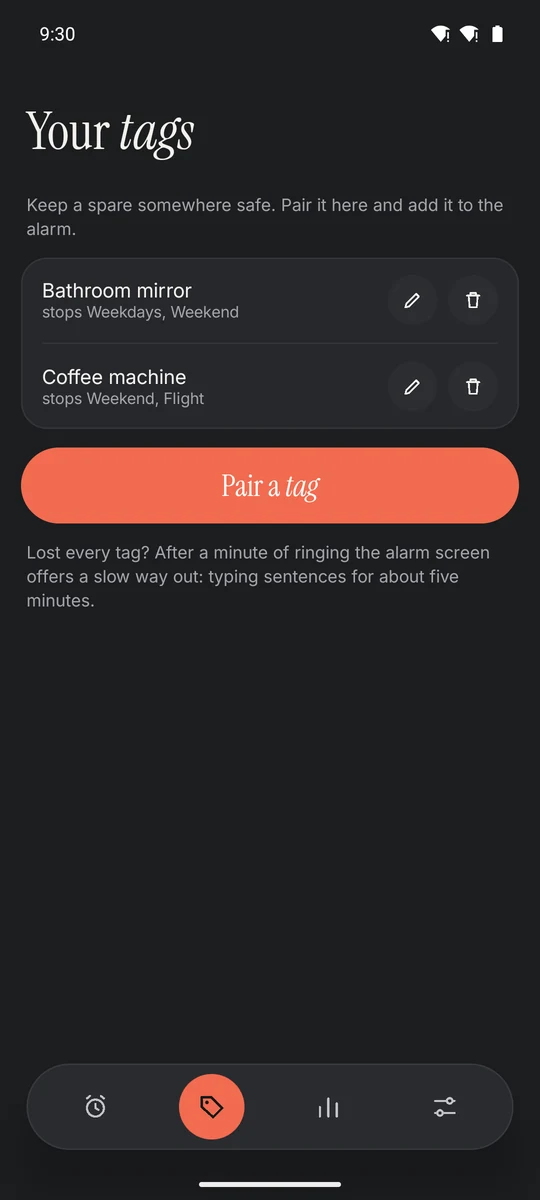 9:30
Your tags
Keep a spare somewhere safe. Pair it here and add it to the
alarm.
Bathroom mirror
stops Weekdays, Weekend
Coffee machine
stops Weekend, Flight
Pair a tag
Lost every tag? After a minute of ringing the alarm screen
offers a slow way out: typing sentences for about five
minutes.